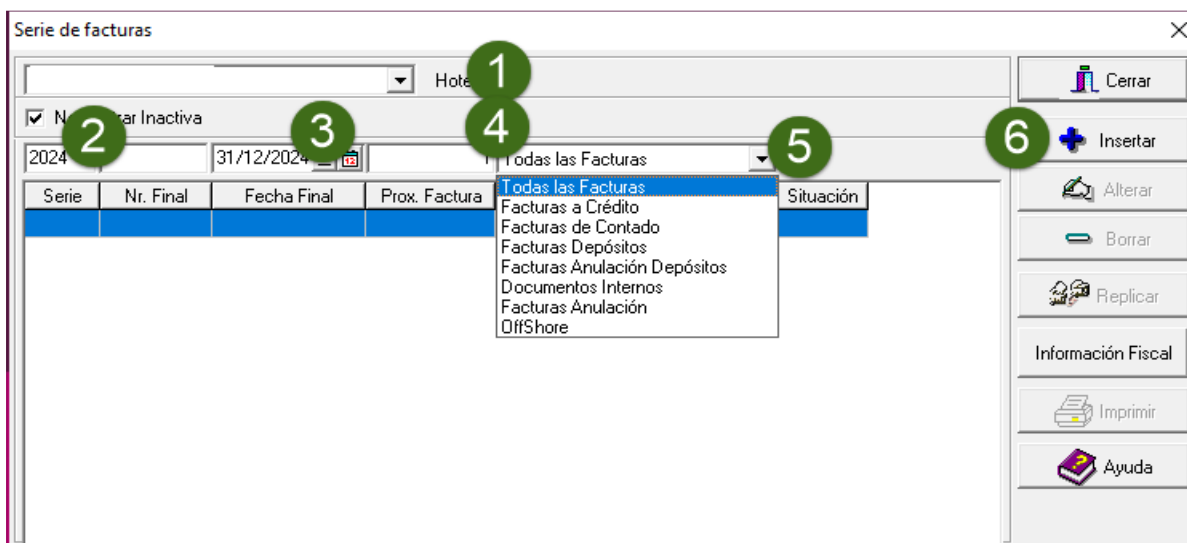 Serie de facturas
1
Cerrar
Inactiva
2
3
4
5
6
Insertar
2024
31/12/2024
1
Todas las Facturas
Serie Nr. Final Fecha Final Prox. Factura Situación
Todas las Facturas
Facturas a Crédito
Facturas de Contado
Facturas Depósitos
Facturas Anulación Depósitos
Documentos Internos
Facturas Anulación
OffShore
Alterar
Borrar
Replicar
Información Fiscal
Imprimir
Ayuda